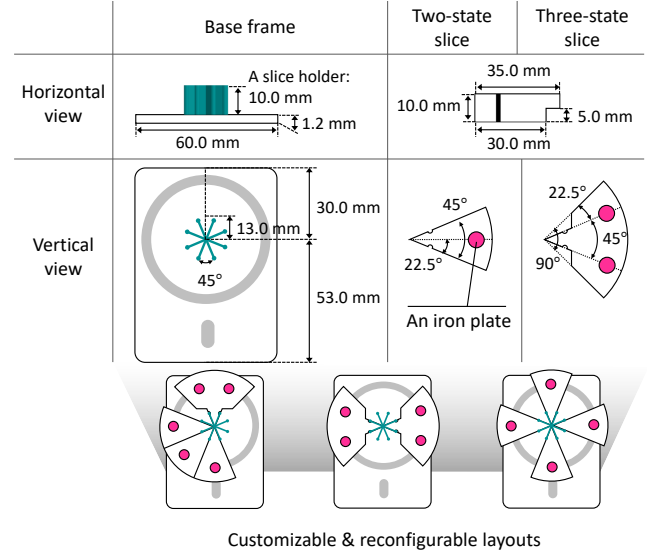 Base frame
Two-state
slice
Three-state
slice
Horizontal
view
A slice holder:
10.0 mm
1.2 mm
60.0 mm
35.0 mm
10.0 mm
5.0 mm
30.0 mm
Vertical
view
30.0 mm
13.0 mm
45°
53.0 mm
45°
22.5°
An iron plate
22.5°
45°
90°
Customizable & reconfigurable layouts